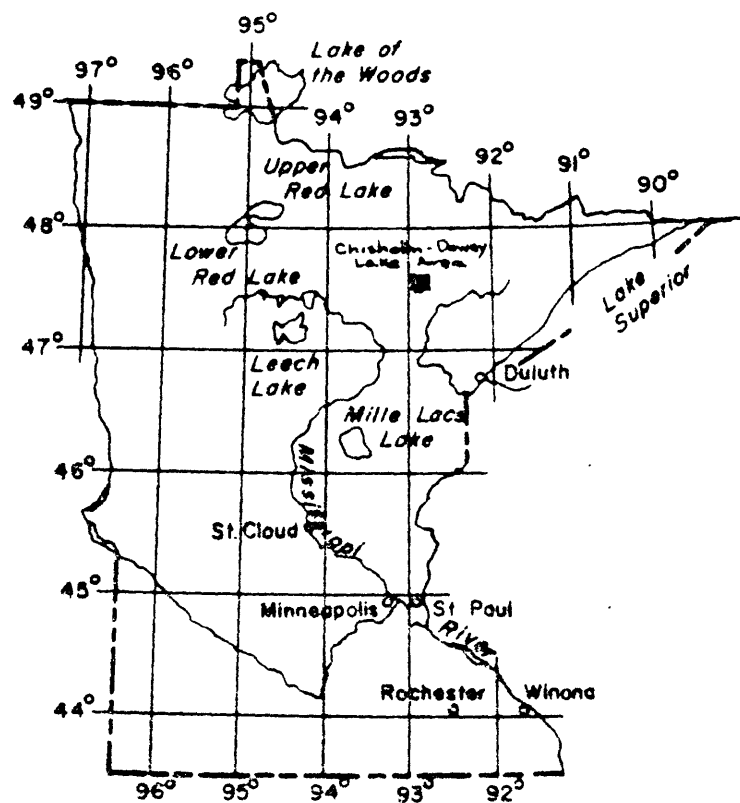 95°
Lake of
the Woods
97°
96°
49°
94°
93°
92°
91°
90°
Upper
Red Lake
48°
Chisholm-Dewey
Lake Area
Lower
Red Lake
Lake
Superior
47°
Leech
Lake
Duluth
Mille Lacs
Lake
46°
Mississippi
St. Cloud
45°
Minneapolis
St Paul
River
Rochester
Winona
44°
96°
95°
94°
93°
92°